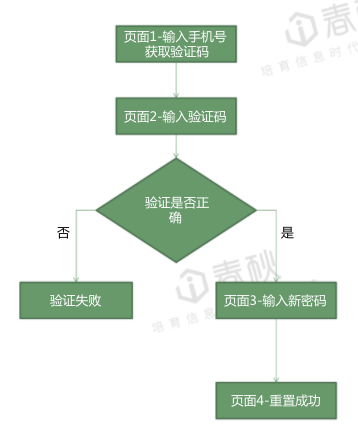 春秋
培育信息时代
页面1-输入手机号
获取验证码
页面2-输入验证码
验证是否正
确
否
是
春秋
培育信息
验证失败
页面3-输入新密码
页面4-重置成功